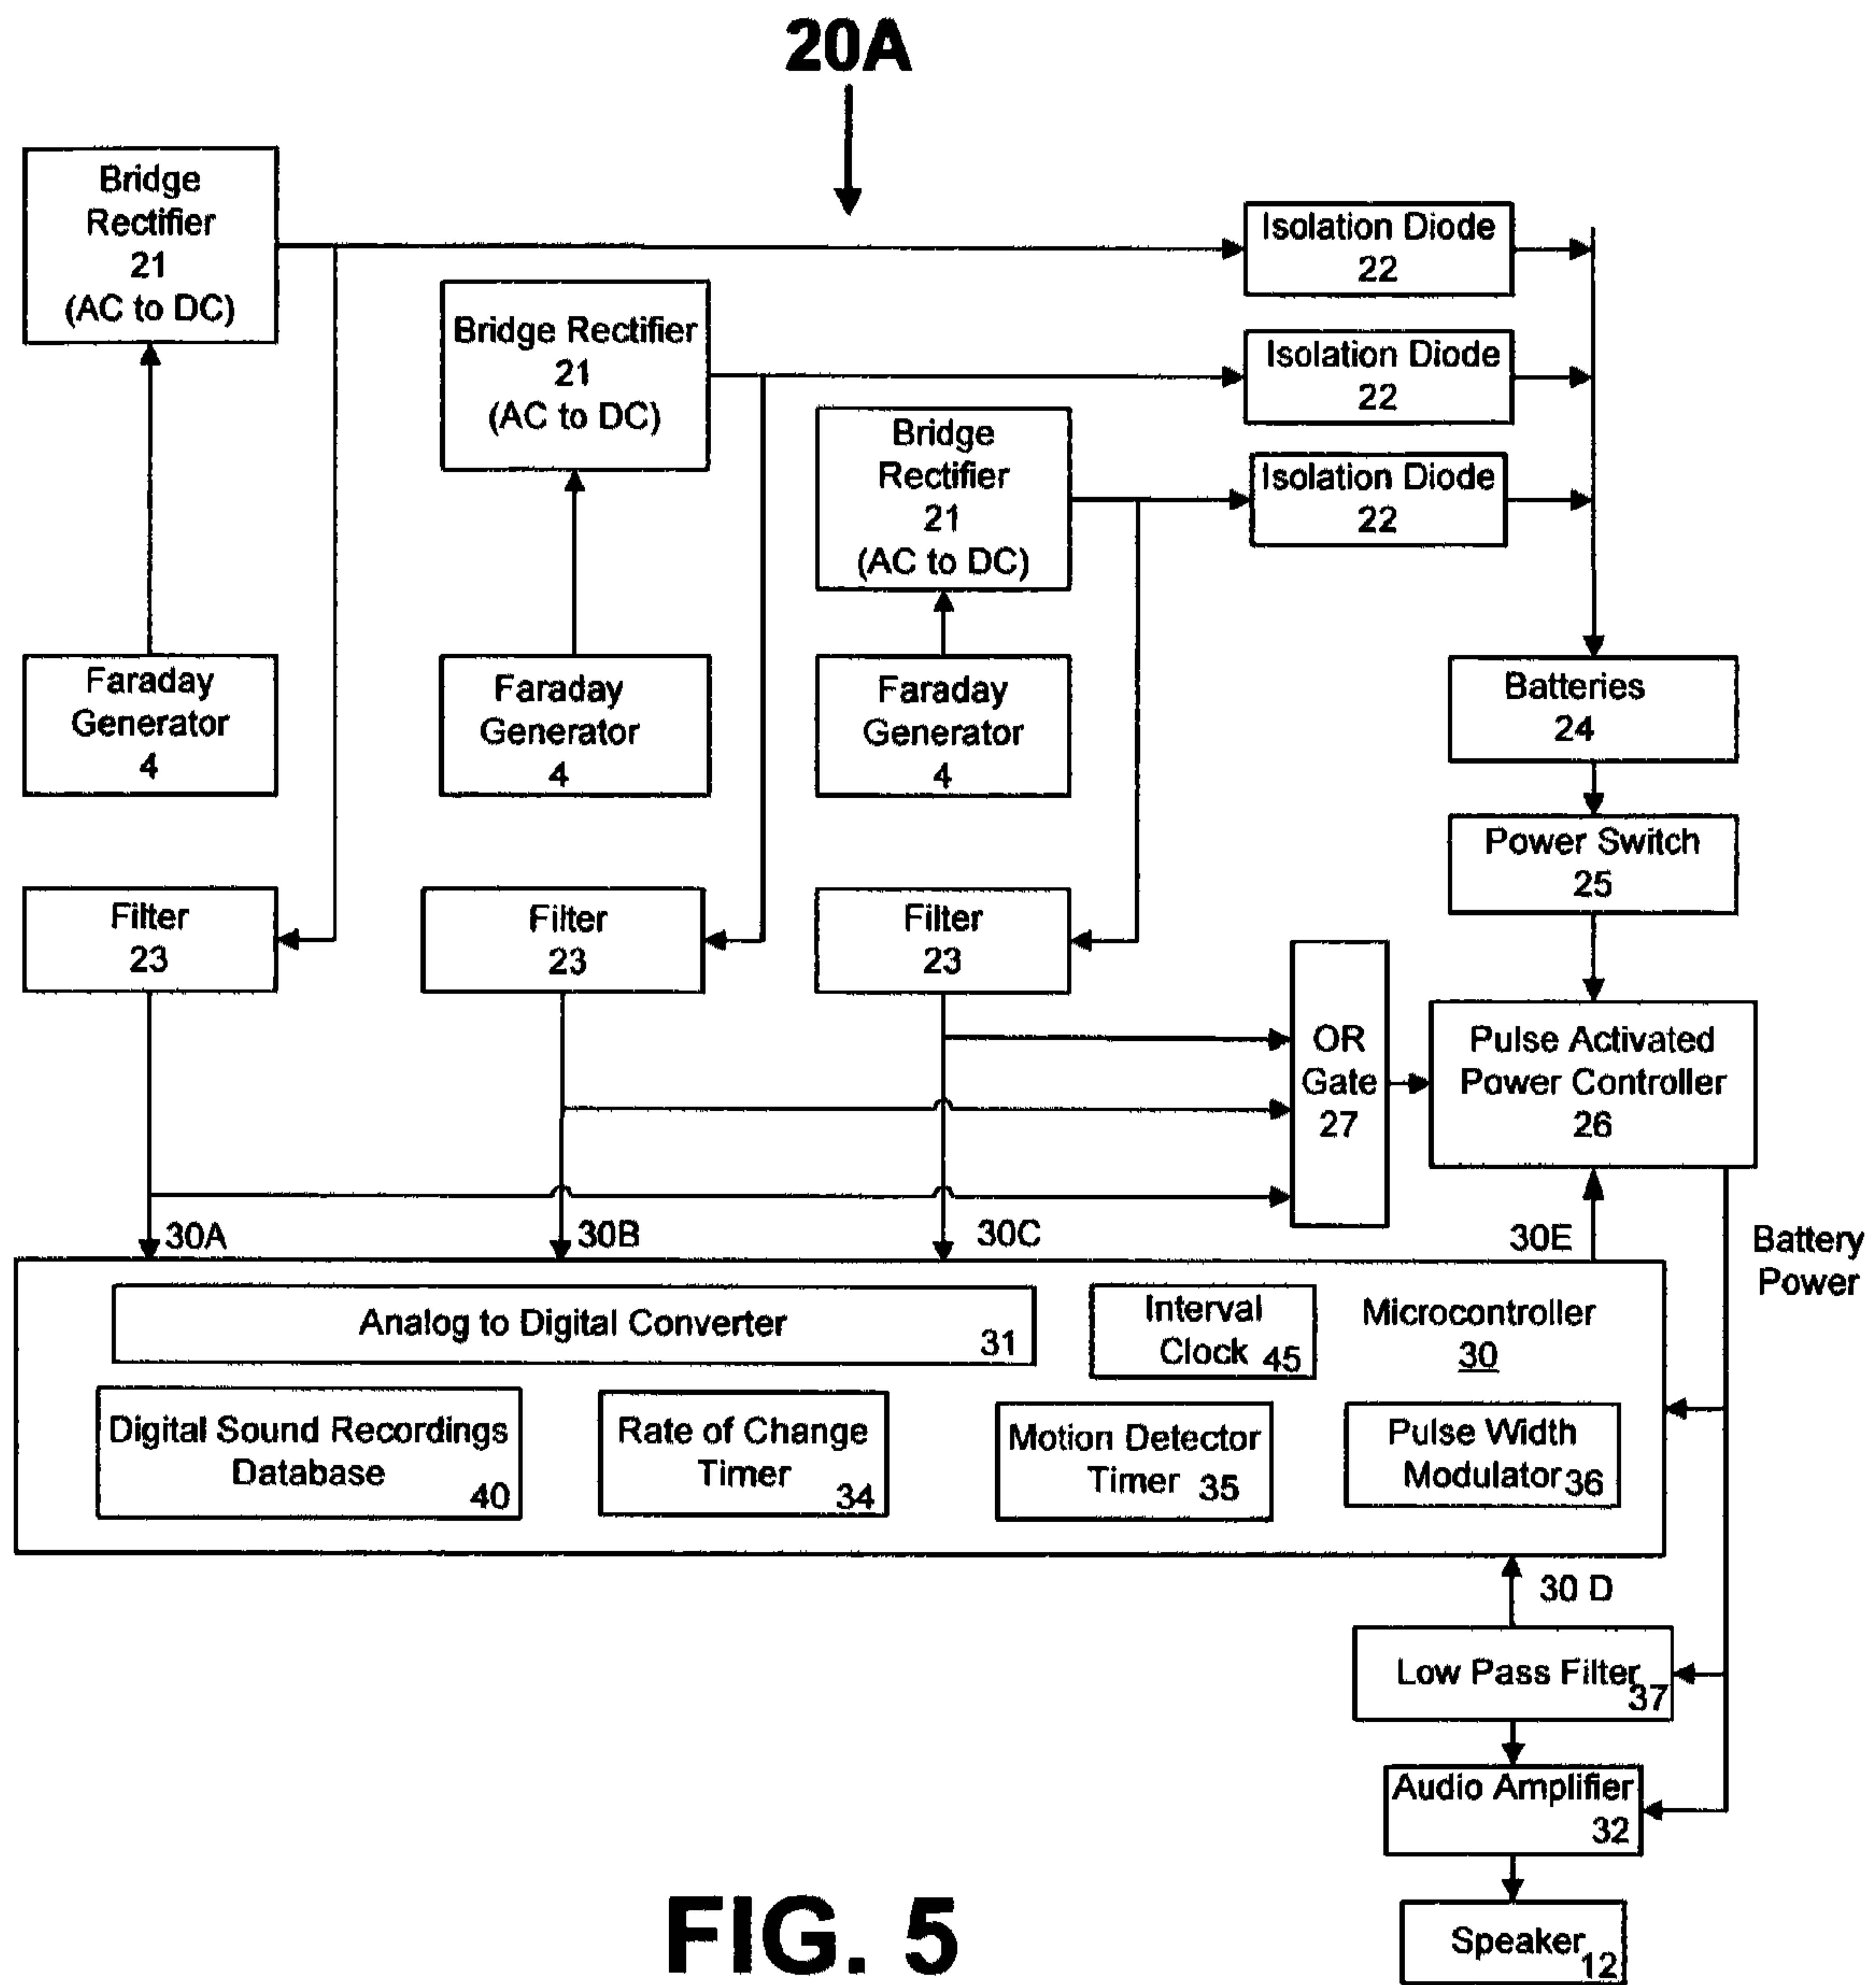 20A
Bridge
Rectifier
21
(AC to DC)
Bridge Rectifier
21
(AC to DC)
Bridge
Rectifier
21
(AC to DC)
Isolation Diode
22
Isolation Diode
22
Isolation Diode
22
Faraday
Generator
4
Faraday
Generator
4
Faraday
Generator
4
Batteries
24
Power Switch
25
Filter
23
Filter
23
Filter
23
OR
Gate
27
Pulse Activated
Power Controller
26
30A
30B
30C
30E
Battery
Power
Analog to Digital Converter
31
Interval
Clock 45
Microcontroller
30
Digital Sound Recordings
Database
40
Rate of Change
Timer
34
Motion Detector
Timer 35
Pulse Width
Modulator 36
30 D
Low Pass Filter
37
Audio Amplifier
32
Speaker
12
FIG. 5